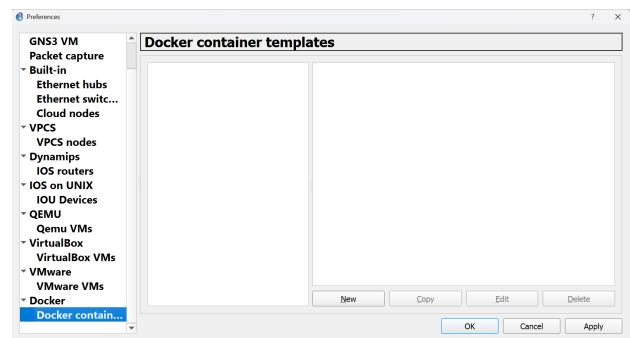 Preferences
?
X
GNS3 VM
Packet capture
Built-in
Ethernet hubs
Ethernet switc...
Cloud nodes
VPCS
VPCS nodes
Dynamips
IOS routers
IOS on UNIX
IOU Devices
QEMU
Qemu VMs
VirtualBox
VirtualBox VMs
VMware
VMware VMs
Docker
Docker contain...
Docker container templates
New
Copy
Edit
Delete
OK
Cancel
Apply